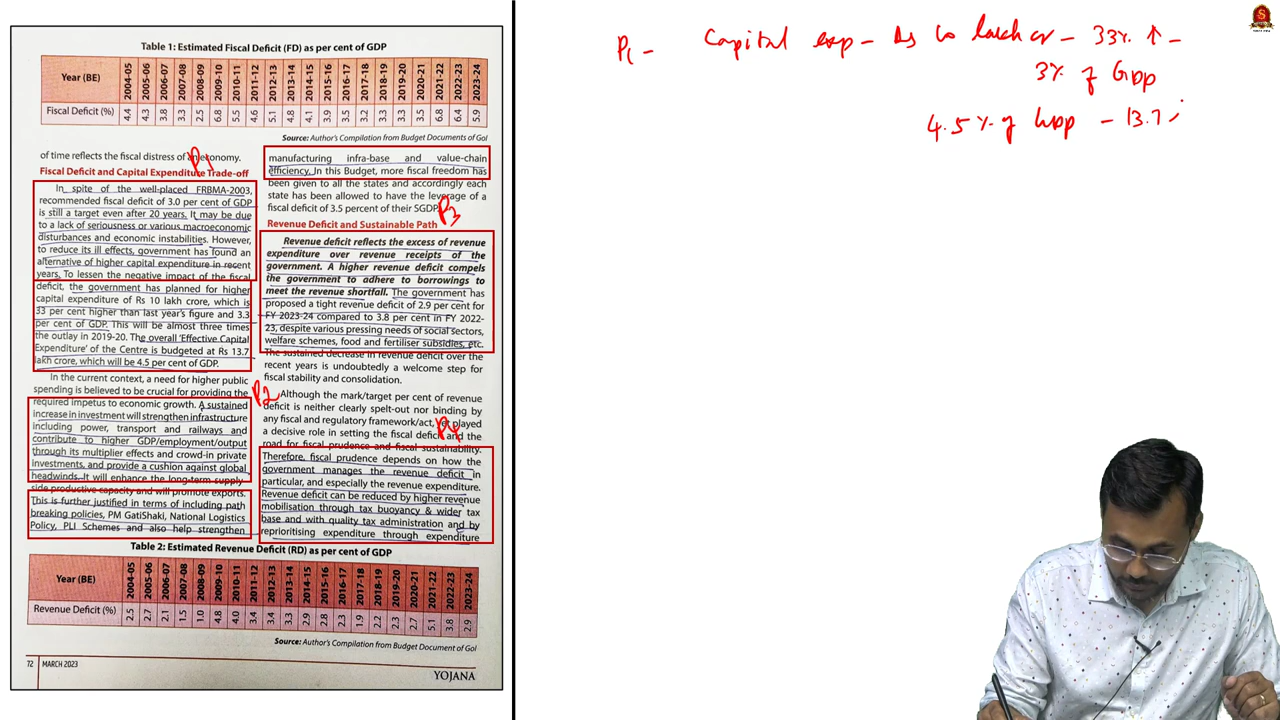 Table 1: Estimated Fiscal Deficit (FD) as per cent of GDP
Year (BE) 2004-05 2005-06 2006-07 2007-08 2008-09 2009-10 2010-11 2011-12 2012-13 2013-14 2014-15 2015-16 2016-17 2017-18 2018-19 2019-20 2020-21 2021-22 2022-23 2023-24
Fiscal Deficit (%) 4.4 4.3 3.8 3.3 2.5 6.8 5.5 4.6 5.1 4.8 4.1 3.9 3.5 3.2 3.3 3.3 3.5 6.8 6.4 5.9
Source: Author's Compilation from Budget Documents of GoI
of time reflects the fiscal distress of an economy.
P1
Fiscal Deficit and Capital Expenditure Trade-off
In spite of the well-placed FRBMA-2003,
recommended fiscal deficit of 3.0 per cent of GDP
is still a target even after 20 years. It may be due
to a lack of seriousness or various macroeconomic
disturbances and economic instabilities. However,
to reduce its ill effects, government has found an
alternative of higher capital expenditure in recent
years. To lessen the negative impact of the fiscal
deficit, the government has planned for higher
capital expenditure of Rs 10 lakh crore, which is
33 per cent higher than last year's figure and 3.3
per cent of GDP. This will be almost three times
the outlay in 2019-20. The overall 'Effective Capital
Expenditure' of the Centre is budgeted at Rs 13.7
lakh crore, which will be 4.5 per cent of GDP.
In the current context, a need for higher public
spending is believed to be crucial for providing the
required impetus to economic growth. A sustained
P2
increase in investment will strengthen infrastructure
including power, transport and railways and
contribute to higher GDP/employment/output
through its multiplier effects and crowd-in private
investments, and provide a cushion against global
headwinds. It will enhance the long-term supply-
side productive capacity and will promote exports.
This is further justified in terms of including path
breaking policies, PM GatiShaki, National Logistics
Policy, PLI Schemes and also help strengthen
manufacturing infra-base and value-chain
efficiency. In this Budget, more fiscal freedom has
been given to all the states and accordingly each
state has been allowed to have the leverage of a
fiscal deficit of 3.5 percent of their SGDP.
P3
Revenue Deficit and Sustainable Path
Revenue deficit reflects the excess of revenue
expenditure over revenue receipts of the
government. A higher revenue deficit compels
the government to adhere to borrowings to
meet the revenue shortfall. The government has
proposed a tight revenue deficit of 2.9 per cent for
FY 2023-24 compared to 3.8 per cent in FY 2022-
23, despite various pressing needs of social sectors,
welfare schemes, food and fertiliser subsidies, etc.
The sustained decrease in revenue deficit over the
recent years is undoubtedly a welcome step for
fiscal stability and consolidation.
Although the mark/target per cent of revenue
deficit is neither clearly spelt-out nor binding by
any fiscal and regulatory framework/act, yet played
P4
a decisive role in setting the fiscal deficit and the
road for fiscal prudence and fiscal sustainability.
Therefore, fiscal prudence depends on how the
government manages the revenue deficit in
particular, and especially the revenue expenditure.
Revenue deficit can be reduced by higher revenue
mobilisation through tax buoyancy & wider tax
base and with quality tax administration and by
reprioritising expenditure through expenditure
Table 2: Estimated Revenue Deficit (RD) as per cent of GDP
Year (BE) 2004-05 2005-06 2006-07 2007-08 2008-09 2009-10 2010-11 2011-12 2012-13 2013-14 2014-15 2015-16 2016-17 2017-18 2018-19 2019-20 2020-21 2021-22 2022-23 2023-24
Revenue Deficit (%) 2.5 2.7 2.1 1.5 1.0 4.8 4.0 3.4 3.4 3.3 2.9 2.8 2.3 1.9 2.2 2.3 2.7 5.1 3.8 2.9
Source: Author's Compilation from Budget Document of GoI
72 MARCH 2023
YOJANA
P1 - Capital exp - Rs 10 lakh cr - 33% ↑ -
3% of GDP
4.5% of GDP - 13.7